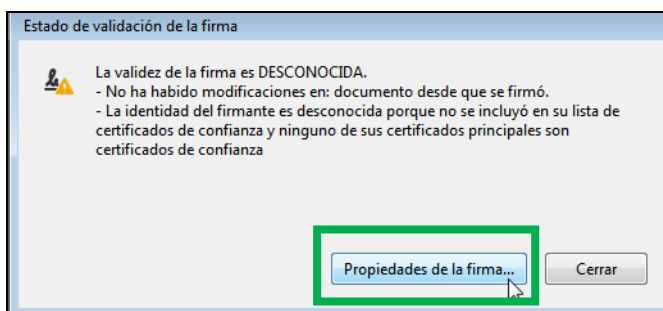 Estado de validación de la firma
La validez de la firma es DESCONOCIDA.
- No ha habido modificaciones en: documento desde que se firmó.
- La identidad del firmante es desconocida porque no se incluyó en su lista de
certificados de confianza y ninguno de sus certificados principales son
certificados de confianza
Propiedades de la firma... Cerrar